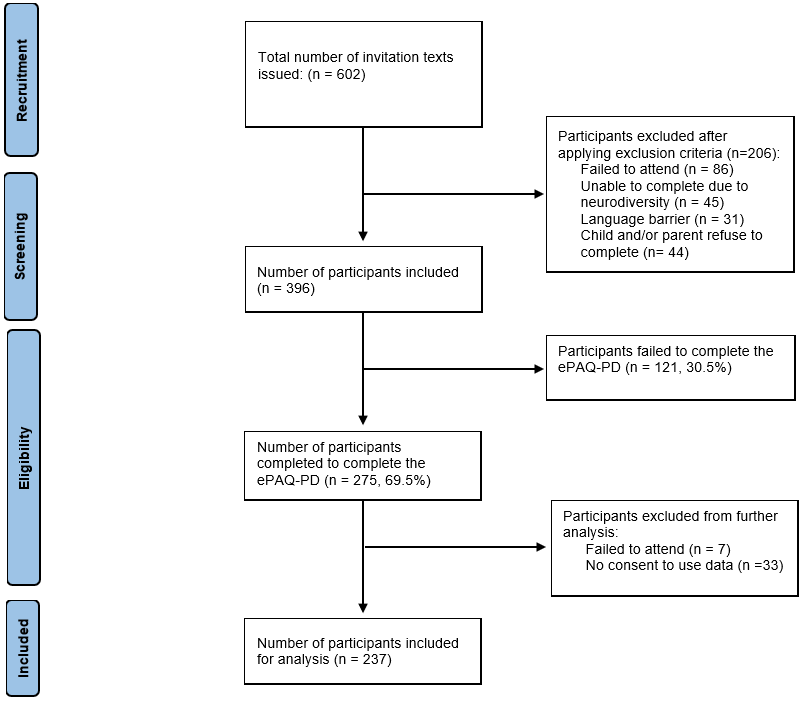 Recruitment
Total number of invitation texts
issued: (n = 602)
Participants excluded after
applying exclusion criteria (n=206):
Failed to attend (n = 86)
Unable to complete due to
neurodiversity (n = 45)
Language barrier (n = 31)
Child and/or parent refuse to
complete (n= 44)
Screening
Number of participants included
(n = 396)
Participants failed to complete the
ePAQ-PD (n = 121, 30.5%)
Eligibility
Number of participants
completed to complete the
ePAQ-PD (n = 275, 69.5%)
Participants excluded from further
analysis:
Failed to attend (n = 7)
No consent to use data (n =33)
Included
Number of participants included
for analysis (n = 237)